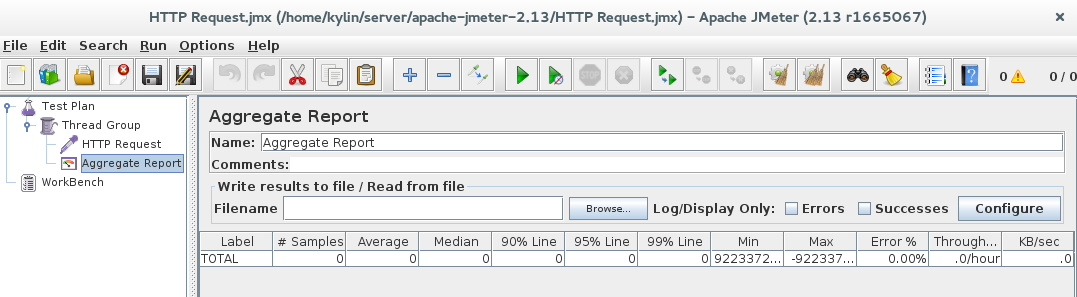 HTTP Request.jmx (/home/kylin/server/apache-jmeter-2.13/HTTP Request.jmx) – Apache JMeter (2.13 r1665067)
File Edit Search Run Options Help
0 0 / 0
Test Plan
Thread Group
HTTP Request
Aggregate Report
WorkBench
Aggregate Report
Name: Aggregate Report
Comments:
Write results to file / Read from file
Filename Browse... Log/Display Only: Errors Successes Configure
Label # Samples Average Median 90% Line 95% Line 99% Line Min Max Error % Through... KB/sec
TOTAL 0 0 0 0 0 0 9223372... -922337... 0.00% .0/hour .0